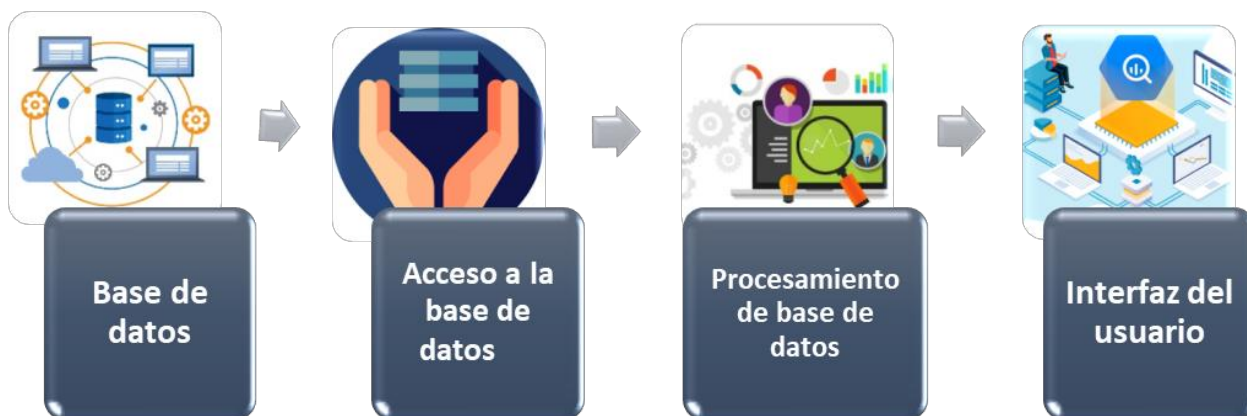 Base de
datos
Acceso a la
base de
datos
Procesamiento
de base de
datos
Interfaz del
usuario